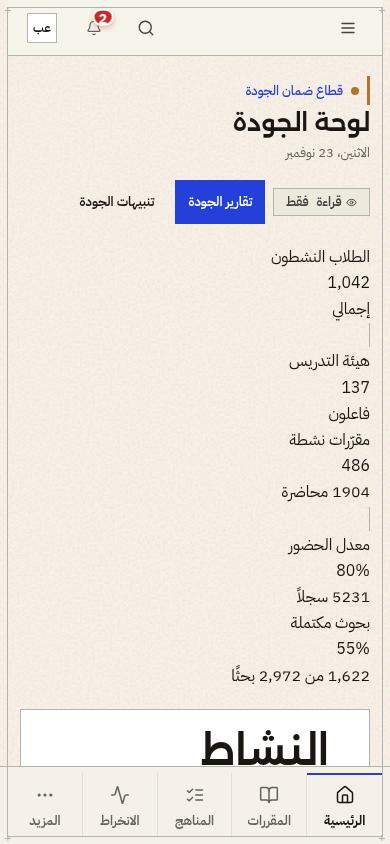 2
عب
قطاع ضمان الجودة
لوحة الجودة
الاثنين، 23 نوفمبر
قراءة فقط
تقارير الجودة
تنبيهات الجودة
الطلاب النشطون
1,042
إجمالي
هيئة التدريس
137
فاعلون
مقرّرات نشطة
486
1904 محاضرة
معدل الحضور
80%
5231 سجلاً
بحوث مكتملة
55%
1,622 من 2,972 بحثًا
النشاط
الرئيسية
المقررات
المناهج
الانخراط
المزيد